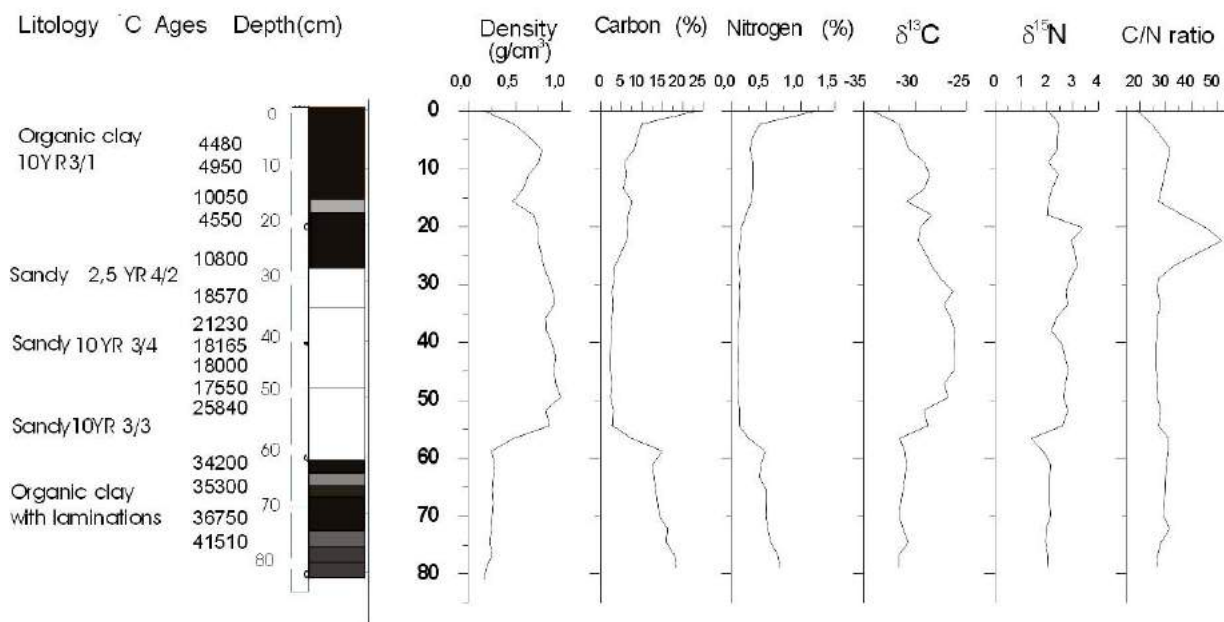 Litology `C Ages Depth(cm)
Density
(g/cm³)
Carbon (%)
Nitrogen (%)
δ¹³C
δ¹⁵N
C/N ratio
0,0 0,5 1,0
0 5 10 15 20 25
0,0 0,5 1,0 1,5
-35 -30 -25
0 1 2 3 4
20 30 40 50
Organic clay
10YR3/1
Sandy 2,5 YR 4/2
Sandy 10 YR 3/4
Sandy 10YR 3/3
Organic clay
with laminations
4480
4950
10050
4550
10800
18570
21230
18165
18000
17550
25840
34200
35300
36750
41510
0
10
20
30
40
50
60
70
80
0
10
20
30
40
50
60
70
80